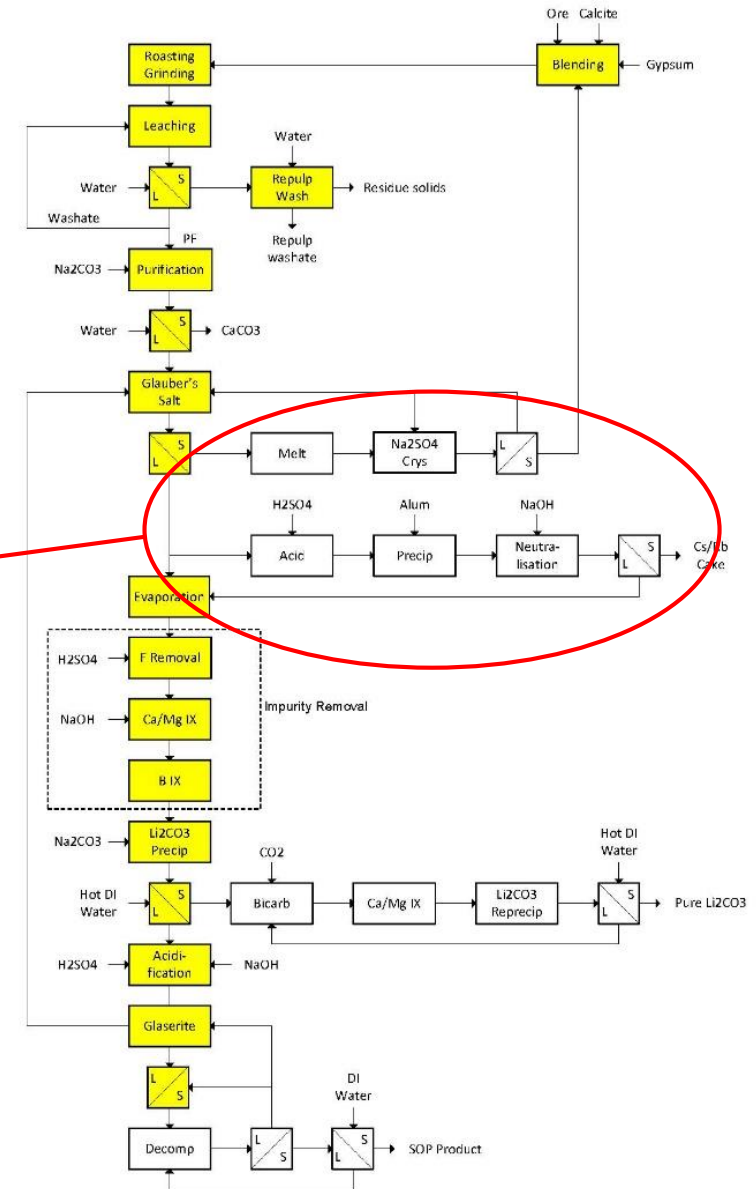 Ore Calcite
Roasting
Grinding
Blending
Gypsum
Leaching
Water
Water
S
L
Repulp
Wash
Residue solids
Washate
PF
Repulp
washate
Na2CO3
Purification
Water
S
L
CaCO3
Glauber's
Salt
S
L
Melt
Na2SO4
Crys
L
S
H2SO4
Alum
NaOH
Acid
Precip
Neutra-
lisation
S
L
Cs/Rb
Cake
Evaporation
H2SO4
F Removal
NaOH
Ca/Mg IX
Impurity Removal
B IX
Na2CO3
Li2CO3
Precip
CO2
Hot DI
Water
Hot DI
Water
S
L
Bicarb
Ca/Mg IX
Li2CO3
Reprecip
S
L
Pure Li2CO3
H2SO4
Acidi-
fication
NaOH
Glaserite
L
S
DI
Water
Decomp
L
S
S
L
SOP Product